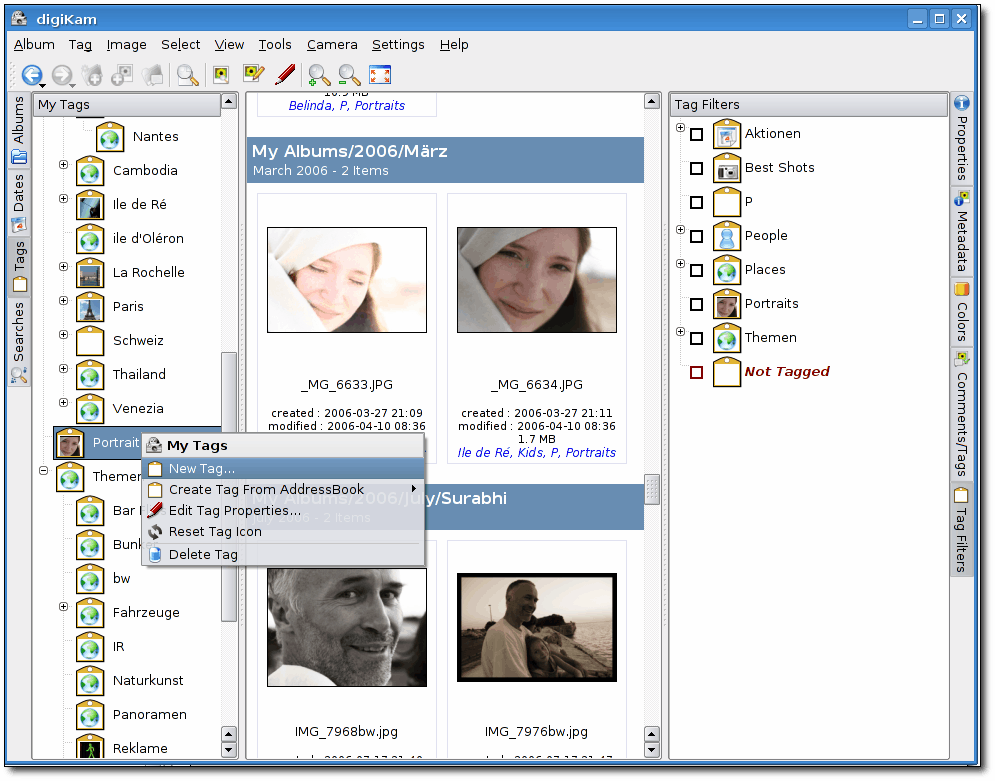 digiKam
Album Tag Image Select View Tools Camera Settings Help
Albums
Dates
Tags
Searches
My Tags
Nantes
Cambodia
Ile de Ré
ile d'Oléron
La Rochelle
Paris
Schweiz
Thailand
Venezia
Portrait
Themen
Bar
Bunk
bw
Fahrzeuge
IR
Naturkunst
Panoramen
Reklame
My Tags
New Tag...
Create Tag From AddressBook
Edit Tag Properties...
Reset Tag Icon
Delete Tag
Belinda, P, Portraits
My Albums/2006/März
March 2006 - 2 Items
_MG_6633.JPG
created : 2006-03-27 21:09
modified : 2006-04-10 08:36
_MG_6634.JPG
created : 2006-03-27 21:11
modified : 2006-04-10 08:36
1.7 MB
Ile de Ré, Kids, P, Portraits
My Albums/2006/July/Surabhi
July 2006 - 2 Items
IMG_7968bw.jpg
IMG_7976bw.jpg
Tag Filters
Aktionen
Best Shots
P
People
Places
Portraits
Themen
Not Tagged
Properties
Metadata
Colors
Comments/Tags
Tag Filters